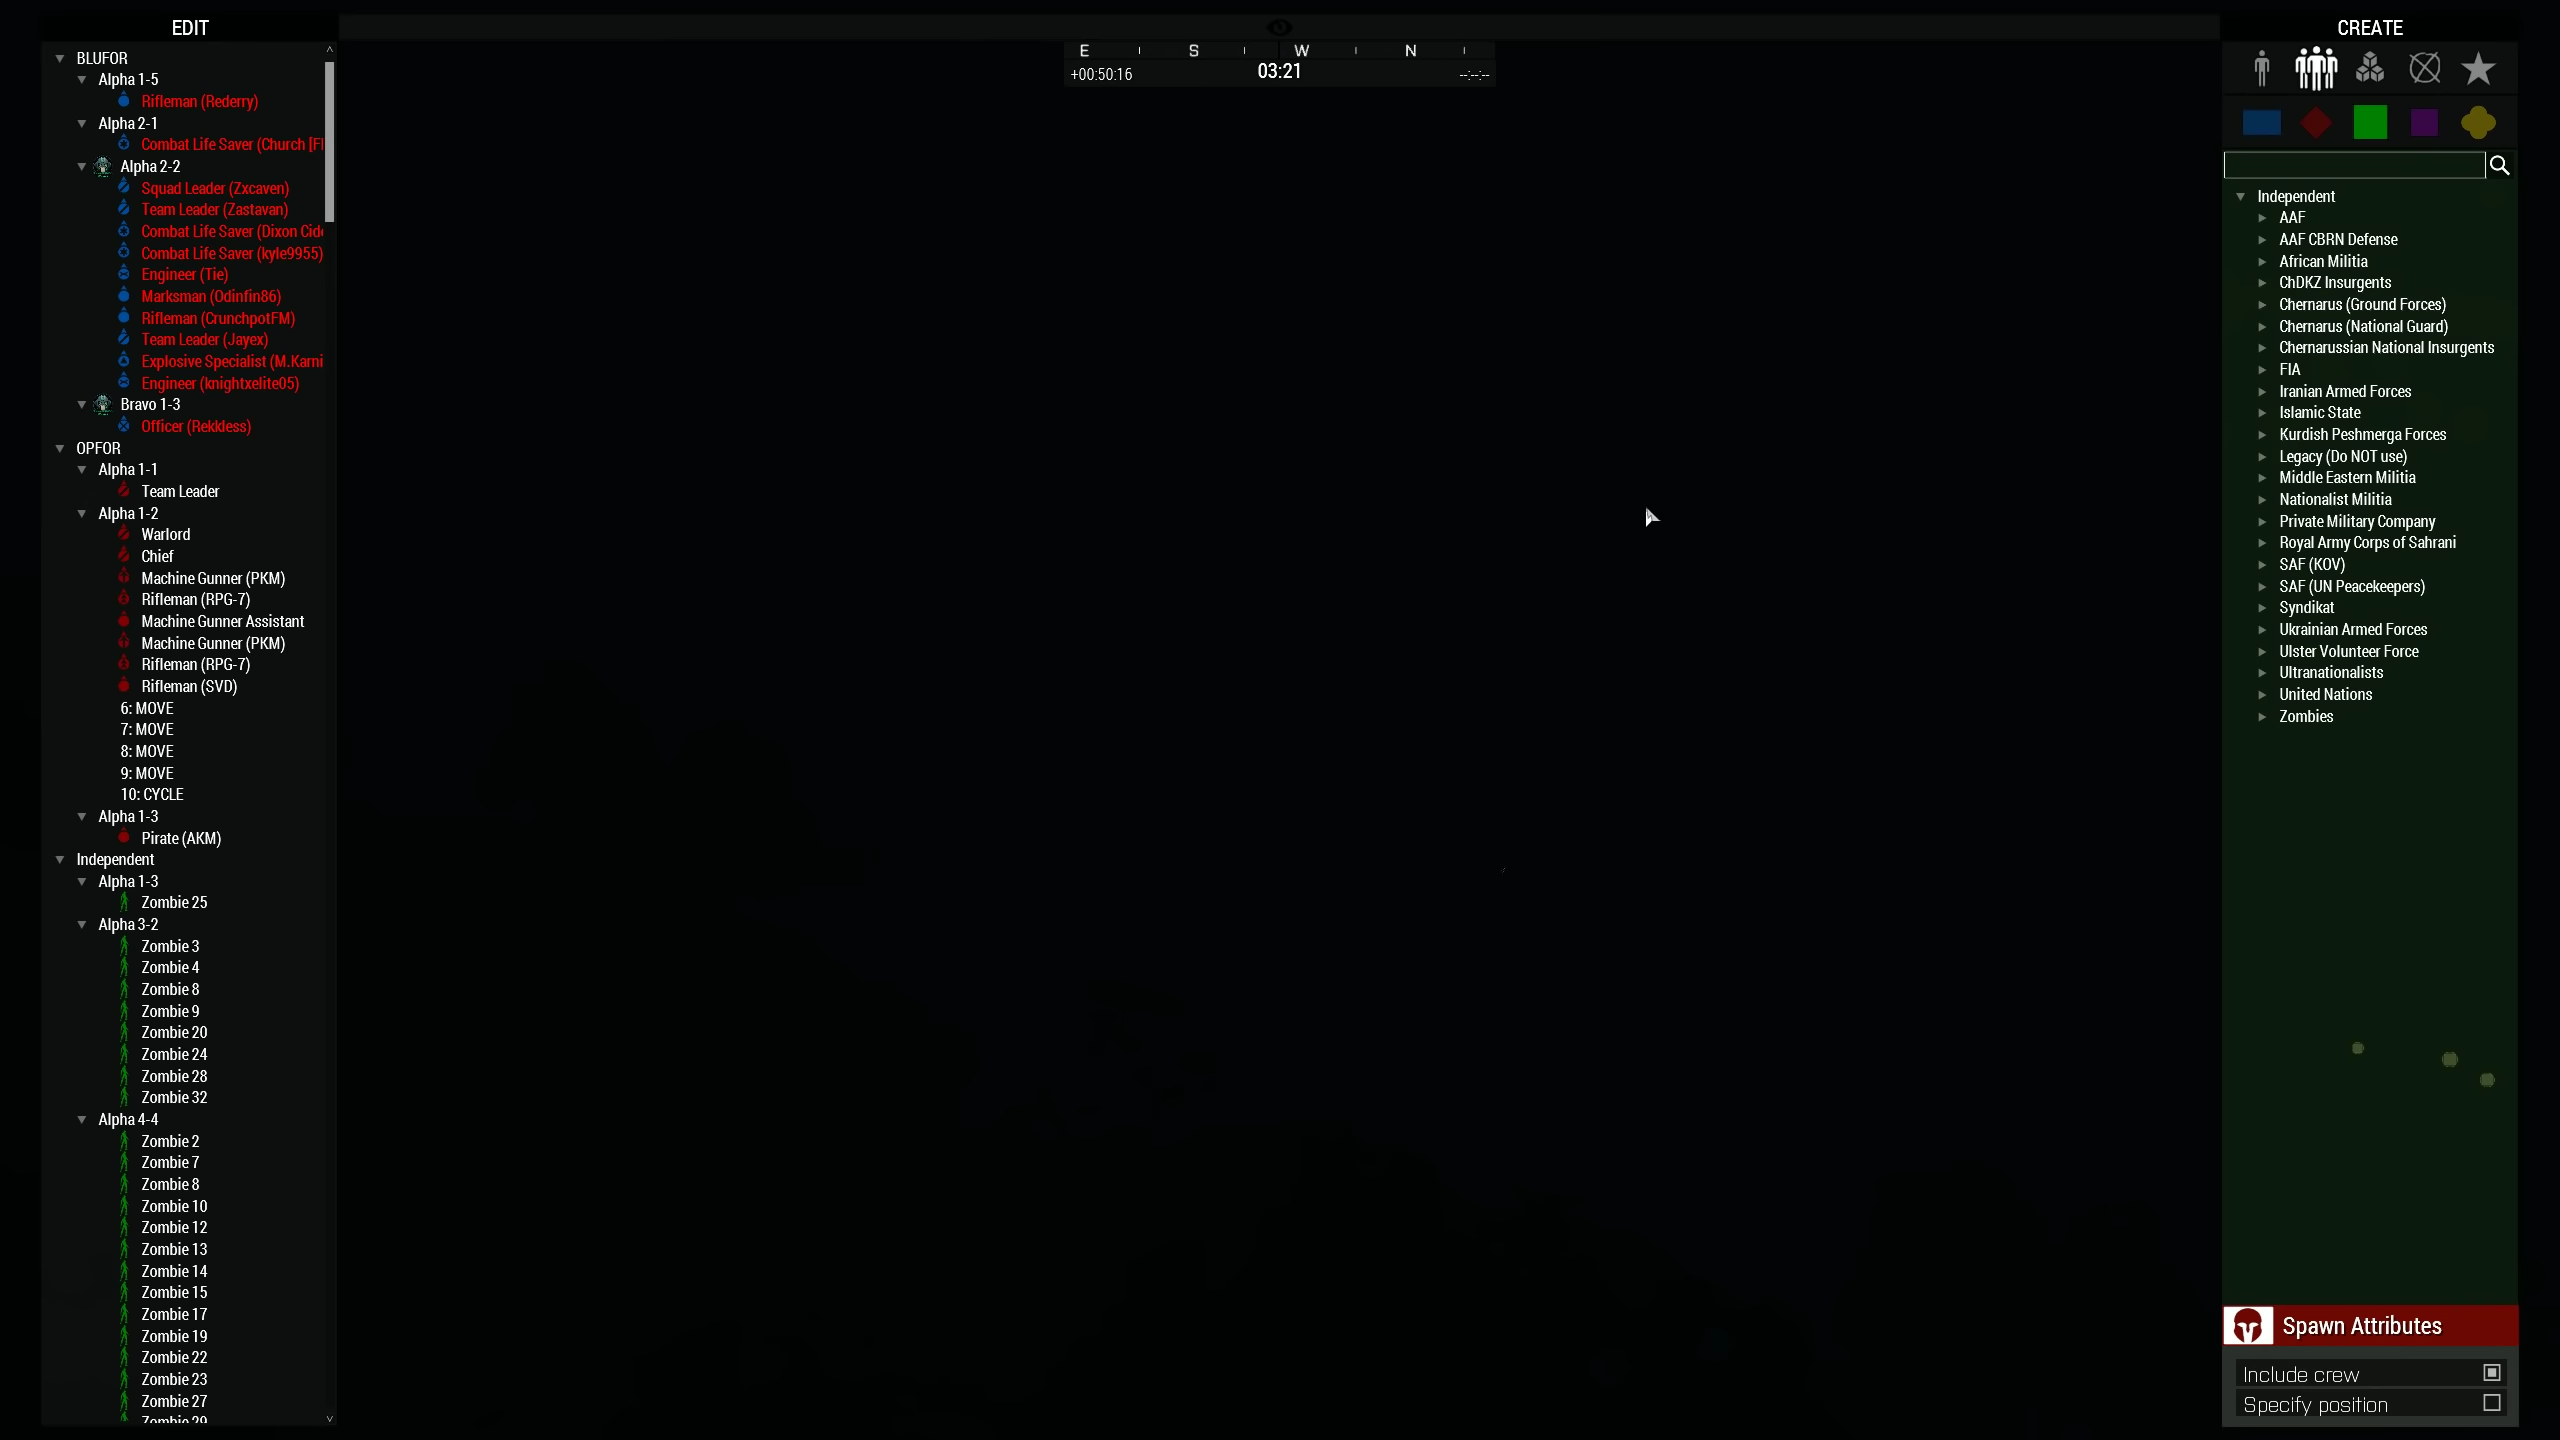 EDIT
BLUFOR
Alpha 1-5
Rifleman (Rederry)
Alpha 2-1
Combat Life Saver (Church [Fl
Alpha 2-2
Squad Leader (Zxcaven)
Team Leader (Zastavan)
Combat Life Saver (Dixon Cide
Combat Life Saver (kyle9955)
Engineer (Tie)
Marksman (Odinfin86)
Rifleman (CrunchpotFM)
Team Leader (Jayex)
Explosive Specialist (M.Karni
Engineer (knightxelite05)
Bravo 1-3
Officer (Rekkless)
OPFOR
Alpha 1-1
Team Leader
Alpha 1-2
Warlord
Chief
Machine Gunner (PKM)
Rifleman (RPG-7)
Machine Gunner Assistant
Machine Gunner (PKM)
Rifleman (RPG-7)
Rifleman (SVD)
6: MOVE
7: MOVE
8: MOVE
9: MOVE
10: CYCLE
Alpha 1-3
Pirate (AKM)
Independent
Alpha 1-3
Zombie 25
Alpha 3-2
Zombie 3
Zombie 4
Zombie 8
Zombie 9
Zombie 20
Zombie 24
Zombie 28
Zombie 32
Alpha 4-4
Zombie 2
Zombie 7
Zombie 8
Zombie 10
Zombie 12
Zombie 13
Zombie 14
Zombie 15
Zombie 17
Zombie 19
Zombie 22
Zombie 23
Zombie 27
Zombie 29
E S W N
+00:50:16 03:21 --:--:--
CREATE
Independent
AAF
AAF CBRN Defense
African Militia
ChDKZ Insurgents
Chernarus (Ground Forces)
Chernarus (National Guard)
Chernarussian National Insurgents
FIA
Iranian Armed Forces
Islamic State
Kurdish Peshmerga Forces
Legacy (Do NOT use)
Middle Eastern Militia
Nationalist Militia
Private Military Company
Royal Army Corps of Sahrani
SAF (KOV)
SAF (UN Peacekeepers)
Syndikat
Ukrainian Armed Forces
Ulster Volunteer Force
Ultranationalists
United Nations
Zombies
Spawn Attributes
Include crew
Specify position